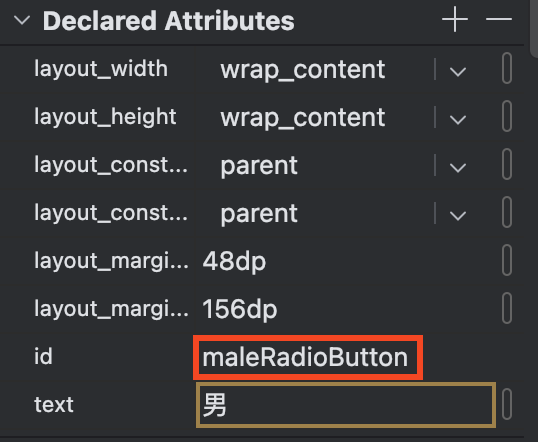 Declared Attributes
layout_width wrap_content
layout_height wrap_content
layout_const... parent
layout_const... parent
layout_margi... 48dp
layout_margi... 156dp
id maleRadioButton
text 男